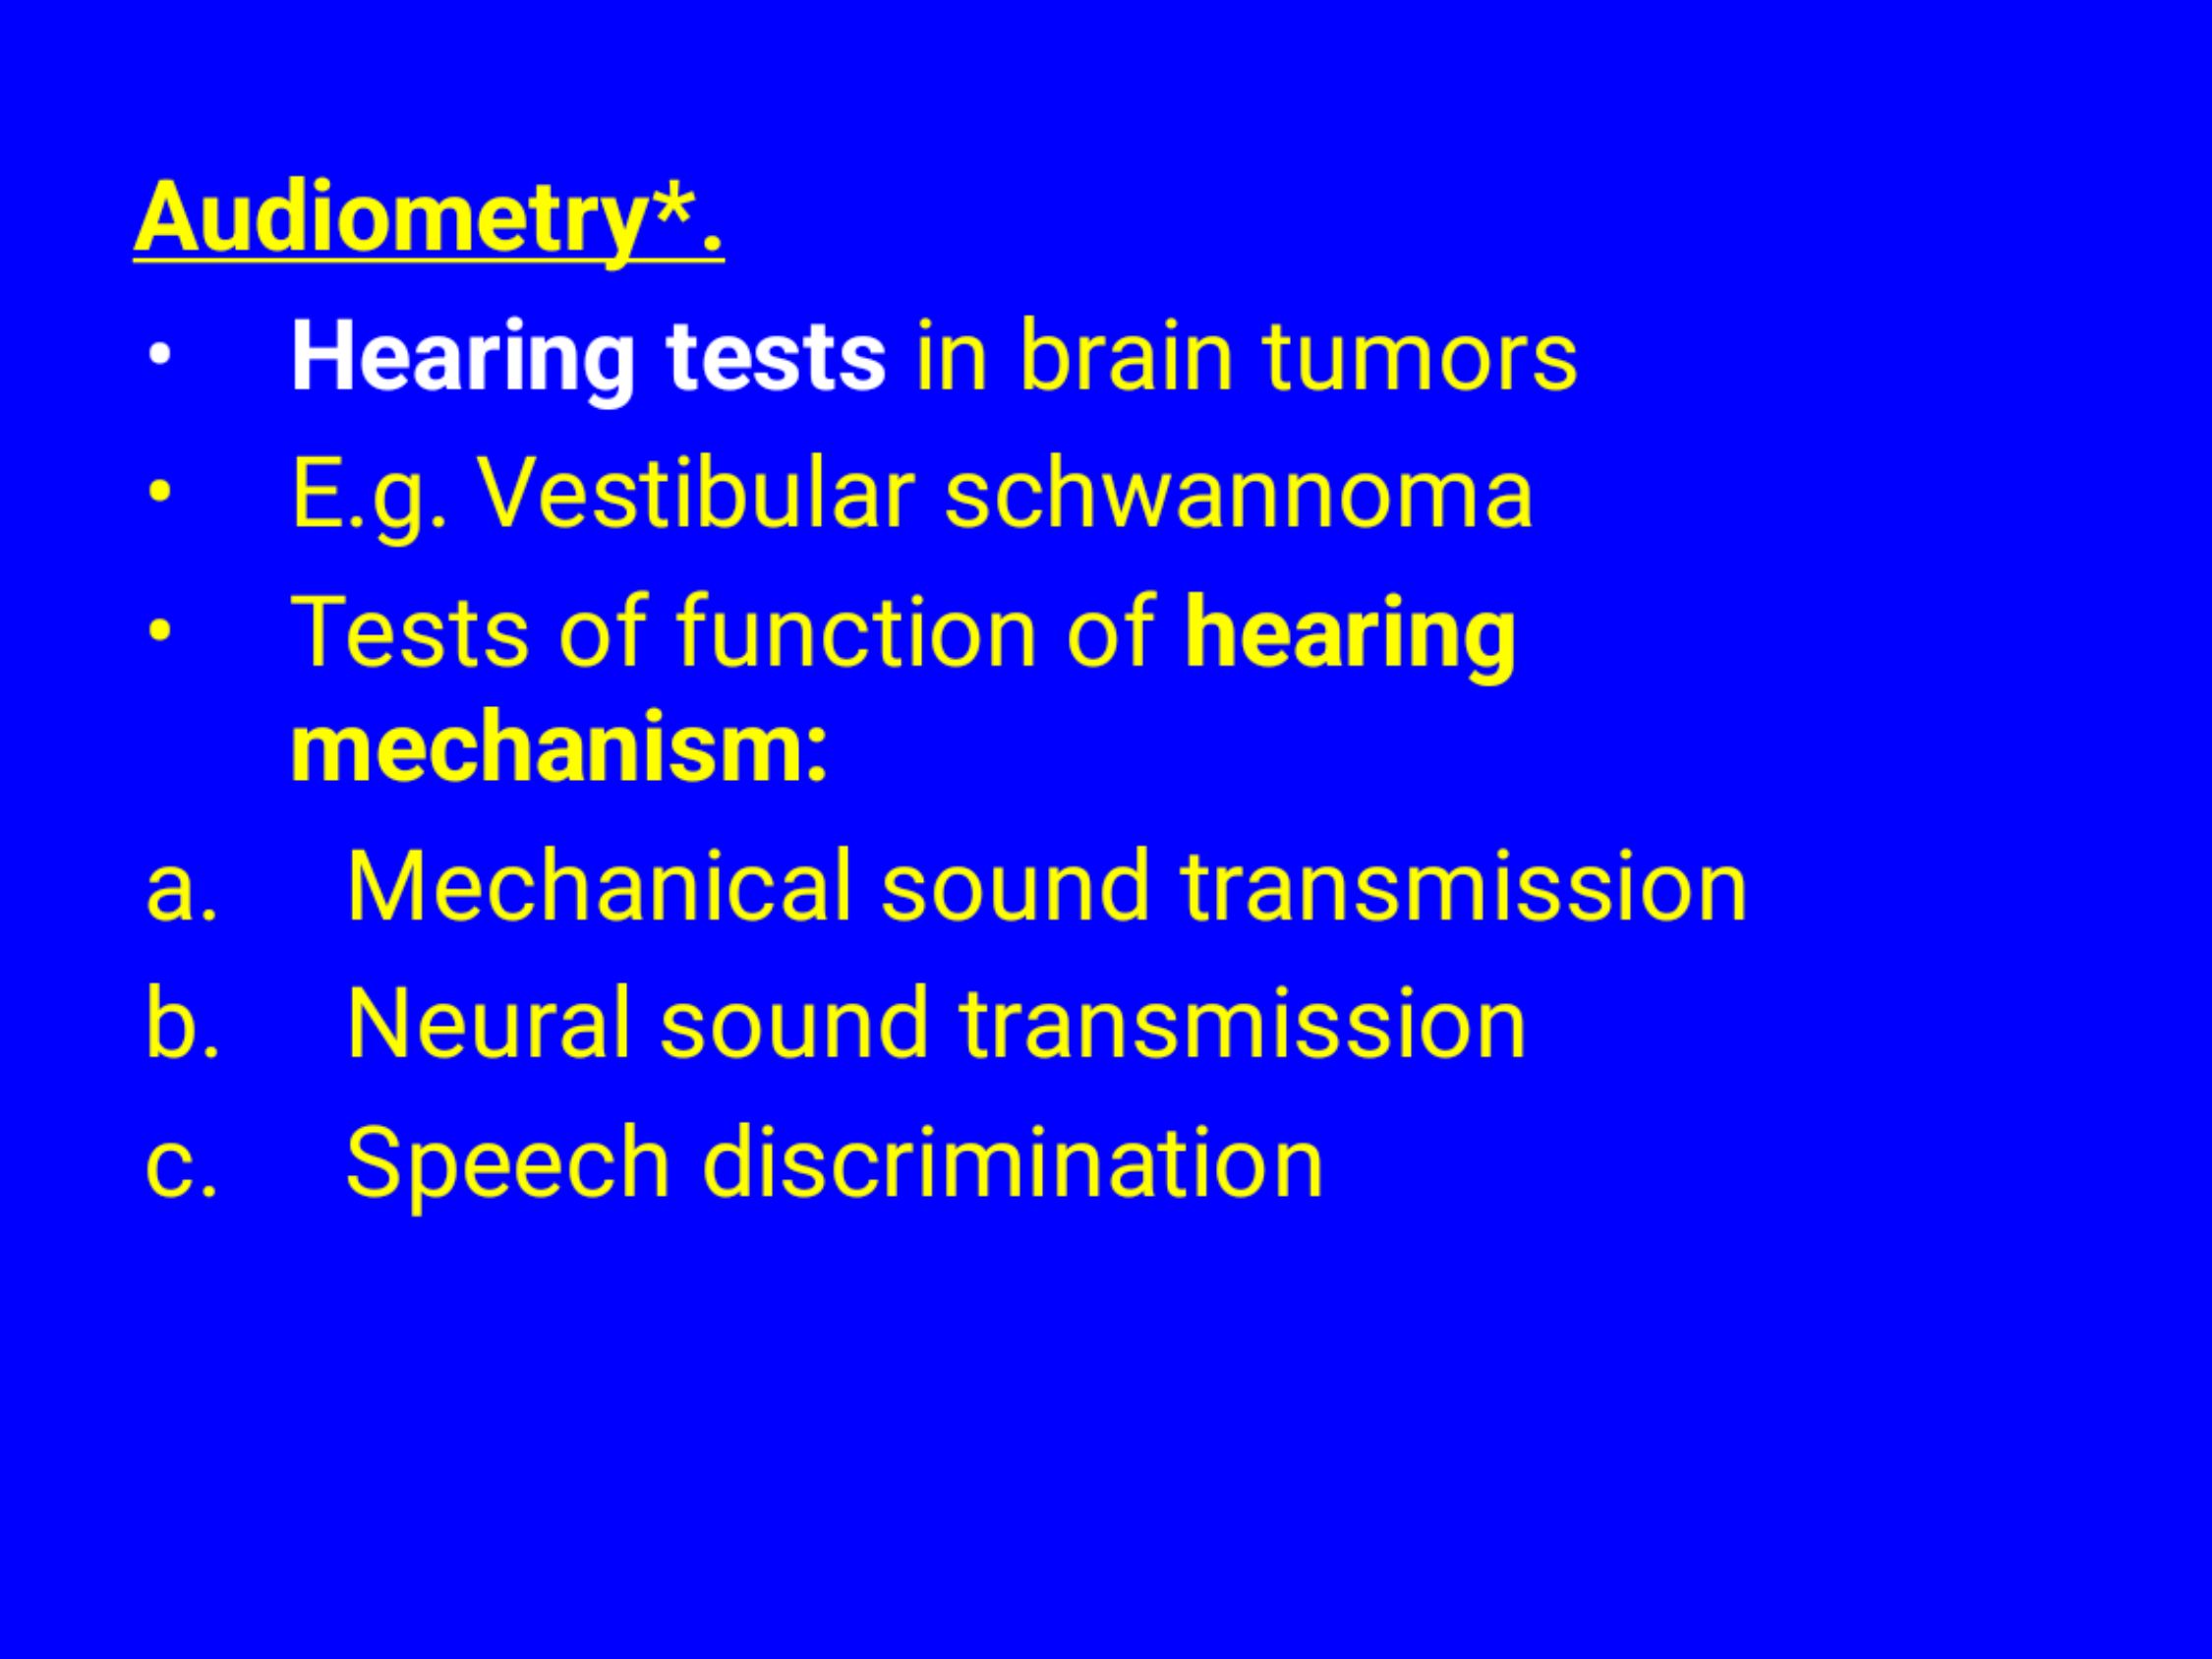 Audiometry*.
• Hearing tests in brain tumors
• E.g. Vestibular schwannoma
• Tests of function of hearing
mechanism:
a. Mechanical sound transmission
b. Neural sound transmission
c. Speech discrimination